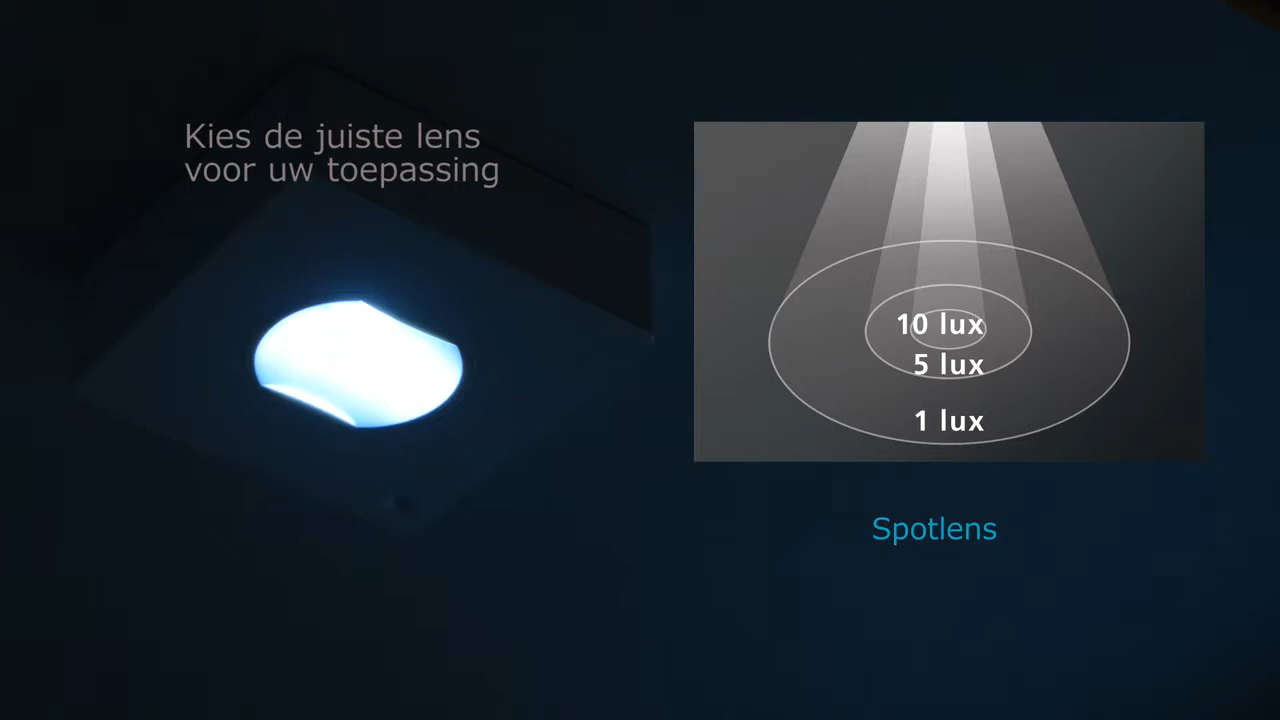 Kies de juiste lens
voor uw toepassing
10 lux
5 lux
1 lux
Spotlens